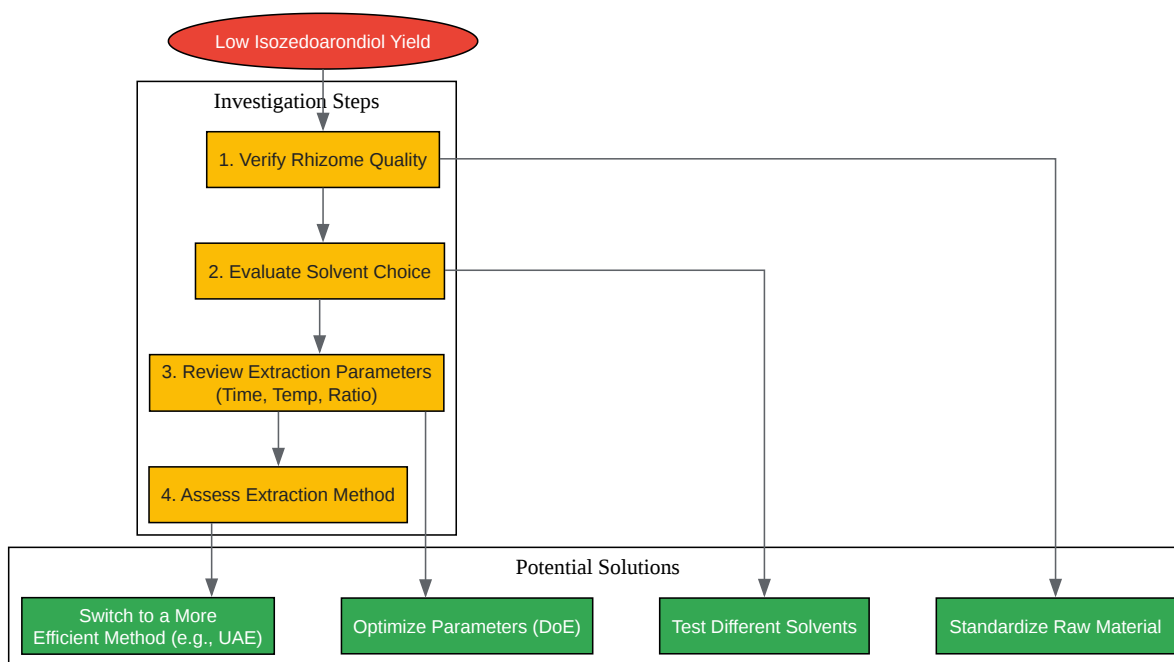 Low Isozedoarondiol Yield
Investigation Steps
1. Verify Rhizome Quality
2. Evaluate Solvent Choice
3. Review Extraction Parameters
(Time, Temp, Ratio)
4. Assess Extraction Method
Potential Solutions
Switch to a More
Efficient Method (e.g., UAE)
Optimize Parameters (DoE)
Test Different Solvents
Standardize Raw Material